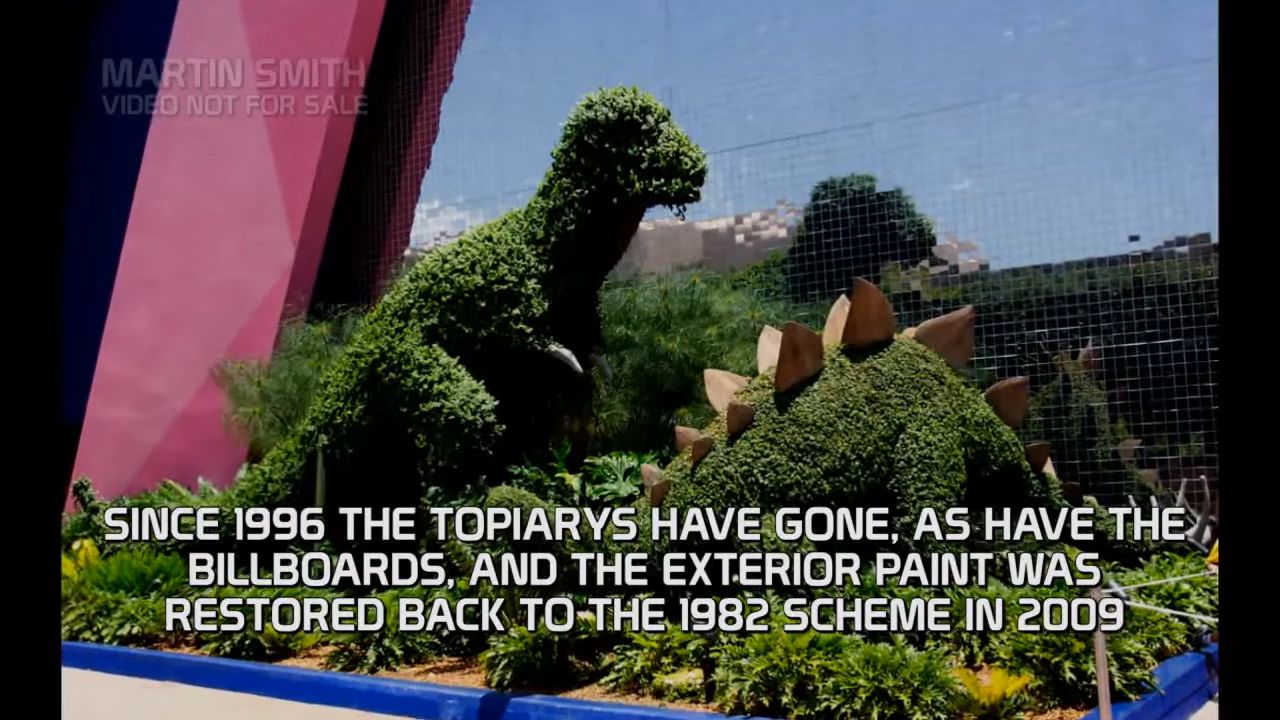 MARTIN SMITH
VIDEO NOT FOR SALE
SINCE 1996 THE TOPIARYS HAVE GONE, AS HAVE THE
BILLBOARDS, AND THE EXTERIOR PAINT WAS
RESTORED BACK TO THE 1982 SCHEME IN 2009